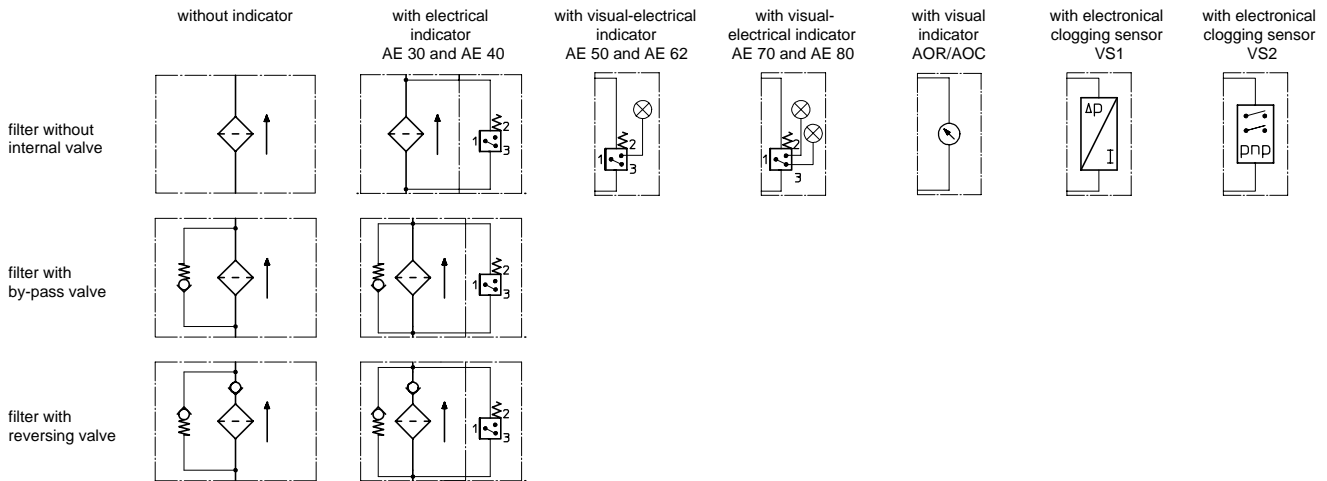 without indicator
with electrical
indicator
AE 30 and AE 40
with visual-electrical
indicator
AE 50 and AE 62
with visual-
electrical indicator
AE 70 and AE 80
with visual
indicator
AOR/AOC
with electronical
clogging sensor
VS1
with electronical
clogging sensor
VS2
filter without
internal valve
1 2 3
1 2 3
1 2 3
Δp
I
pnp
filter with
by-pass valve
1 2 3
filter with
reversing valve
1 2 3